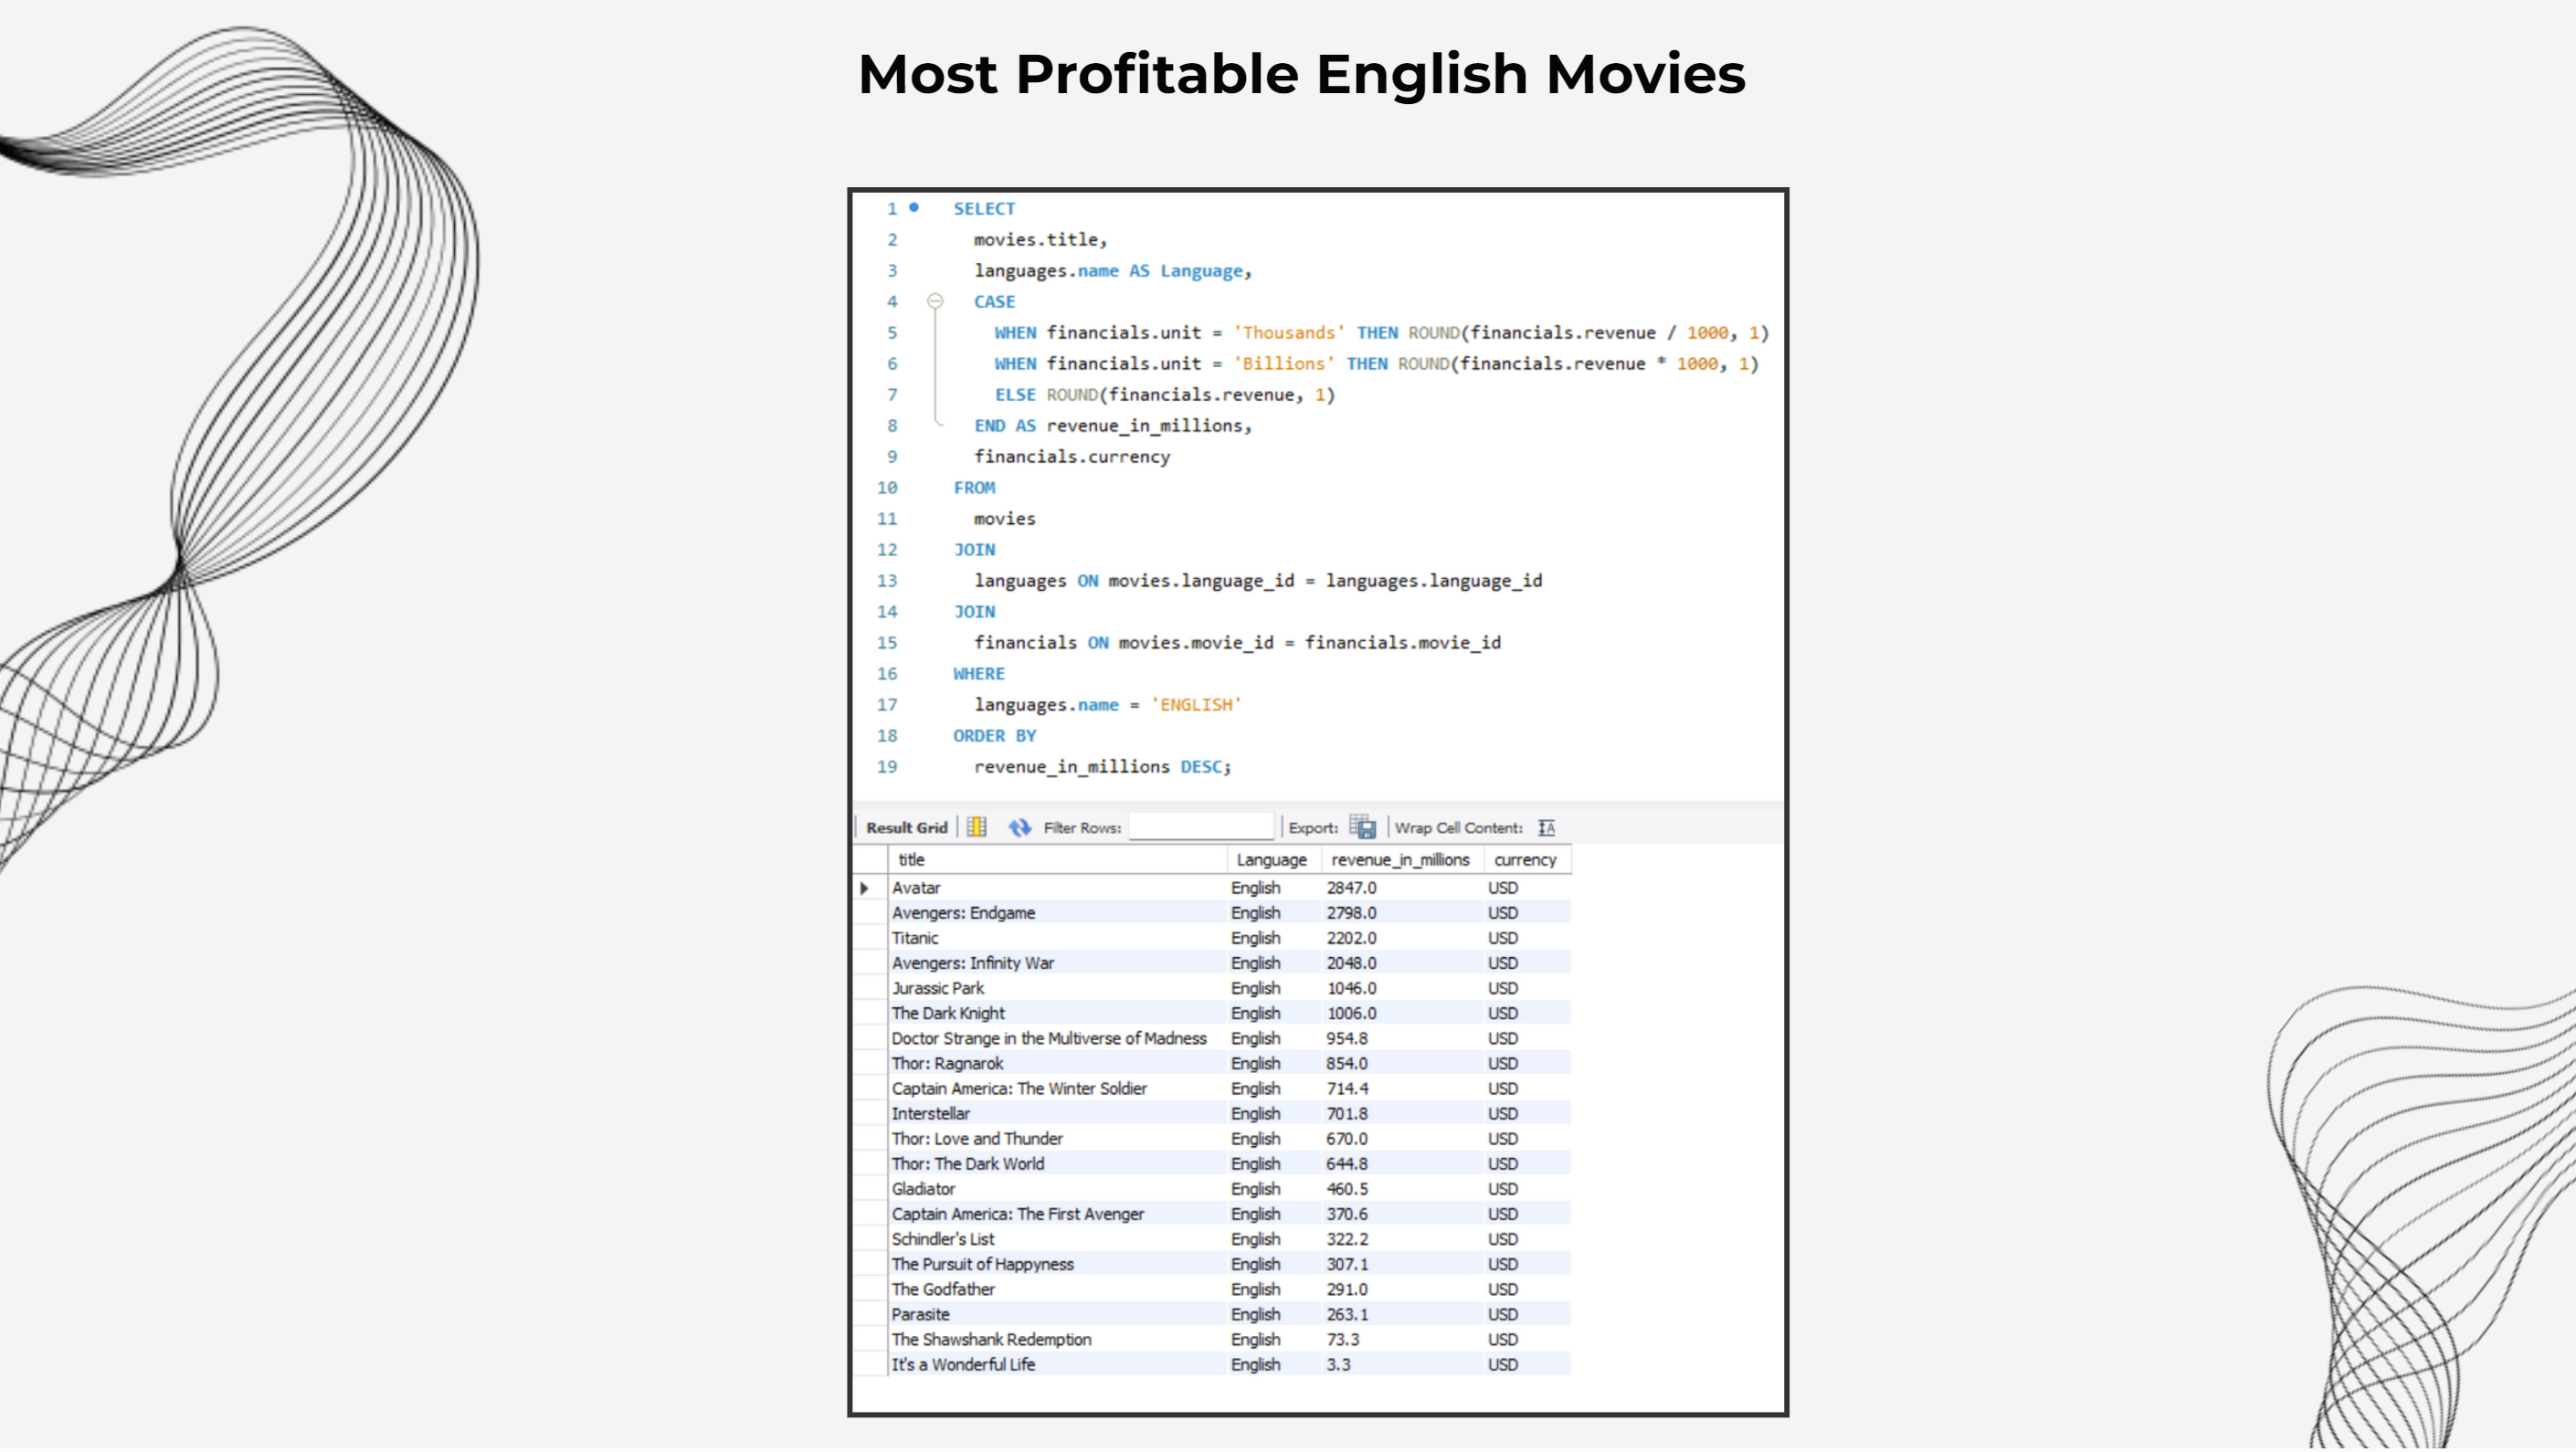 Most Profitable English Movies
1 SELECT
2 movies.title,
3 languages.name AS Language,
4 CASE
5 WHEN financials.unit = 'Thousands' THEN ROUND(financials.revenue / 1000, 1)
6 WHEN financials.unit = 'Billions' THEN ROUND(financials.revenue * 1000, 1)
7 ELSE ROUND(financials.revenue, 1)
8 END AS revenue_in_millions,
9 financials.currency
10 FROM
11 movies
12 JOIN
13 languages ON movies.language_id = languages.language_id
14 JOIN
15 financials ON movies.movie_id = financials.movie_id
16 WHERE
17 languages.name = 'ENGLISH'
18 ORDER BY
19 revenue_in_millions DESC;
Result Grid Filter Rows: Export: Wrap Cell Content: IA
title Language revenue_in_millions currency
Avatar English 2847.0 USD
Avengers: Endgame English 2798.0 USD
Titanic English 2202.0 USD
Avengers: Infinity War English 2048.0 USD
Jurassic Park English 1046.0 USD
The Dark Knight English 1006.0 USD
Doctor Strange in the Multiverse of Madness English 954.8 USD
Thor: Ragnarok English 854.0 USD
Captain America: The Winter Soldier English 714.4 USD
Interstellar English 701.8 USD
Thor: Love and Thunder English 670.0 USD
Thor: The Dark World English 644.8 USD
Gladiator English 460.5 USD
Captain America: The First Avenger English 370.6 USD
Schindler's List English 322.2 USD
The Pursuit of Happyness English 307.1 USD
The Godfather English 291.0 USD
Parasite English 263.1 USD
The Shawshank Redemption English 73.3 USD
It's a Wonderful Life English 3.3 USD